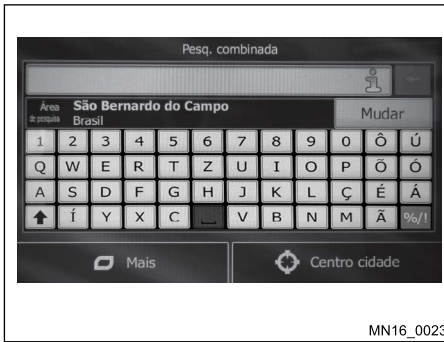 Pesq. combinada
Área São Bernardo do Campo Mudar
de pesquisa Brasil
1 2 3 4 5 6 7 8 9 0 Ô Ú
Q W E R T Z U I O P Õ Ó
A S D F G H J K L Ç É Á
Í Y X C V B N M Ã %/!
Mais Centro cidade
MN16_0023